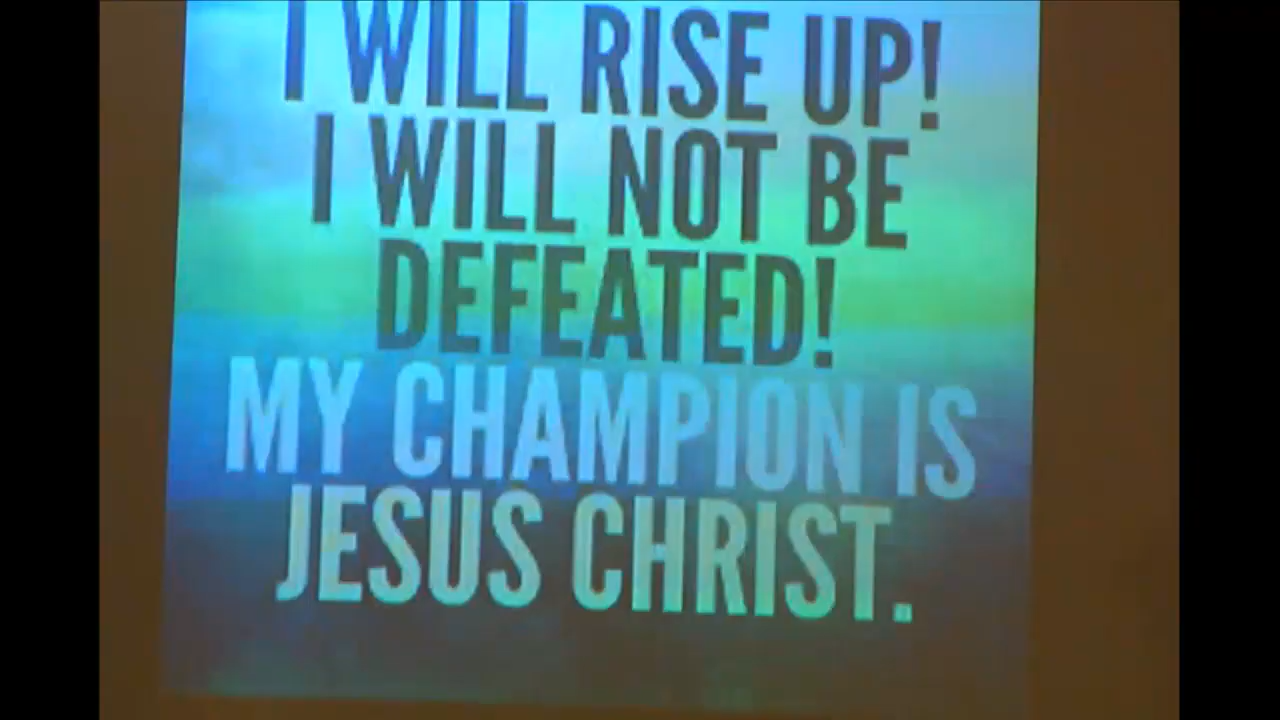 I WILL RISE UP!
I WILL NOT BE
DEFEATED!
MY CHAMPION IS
JESUS CHRIST.